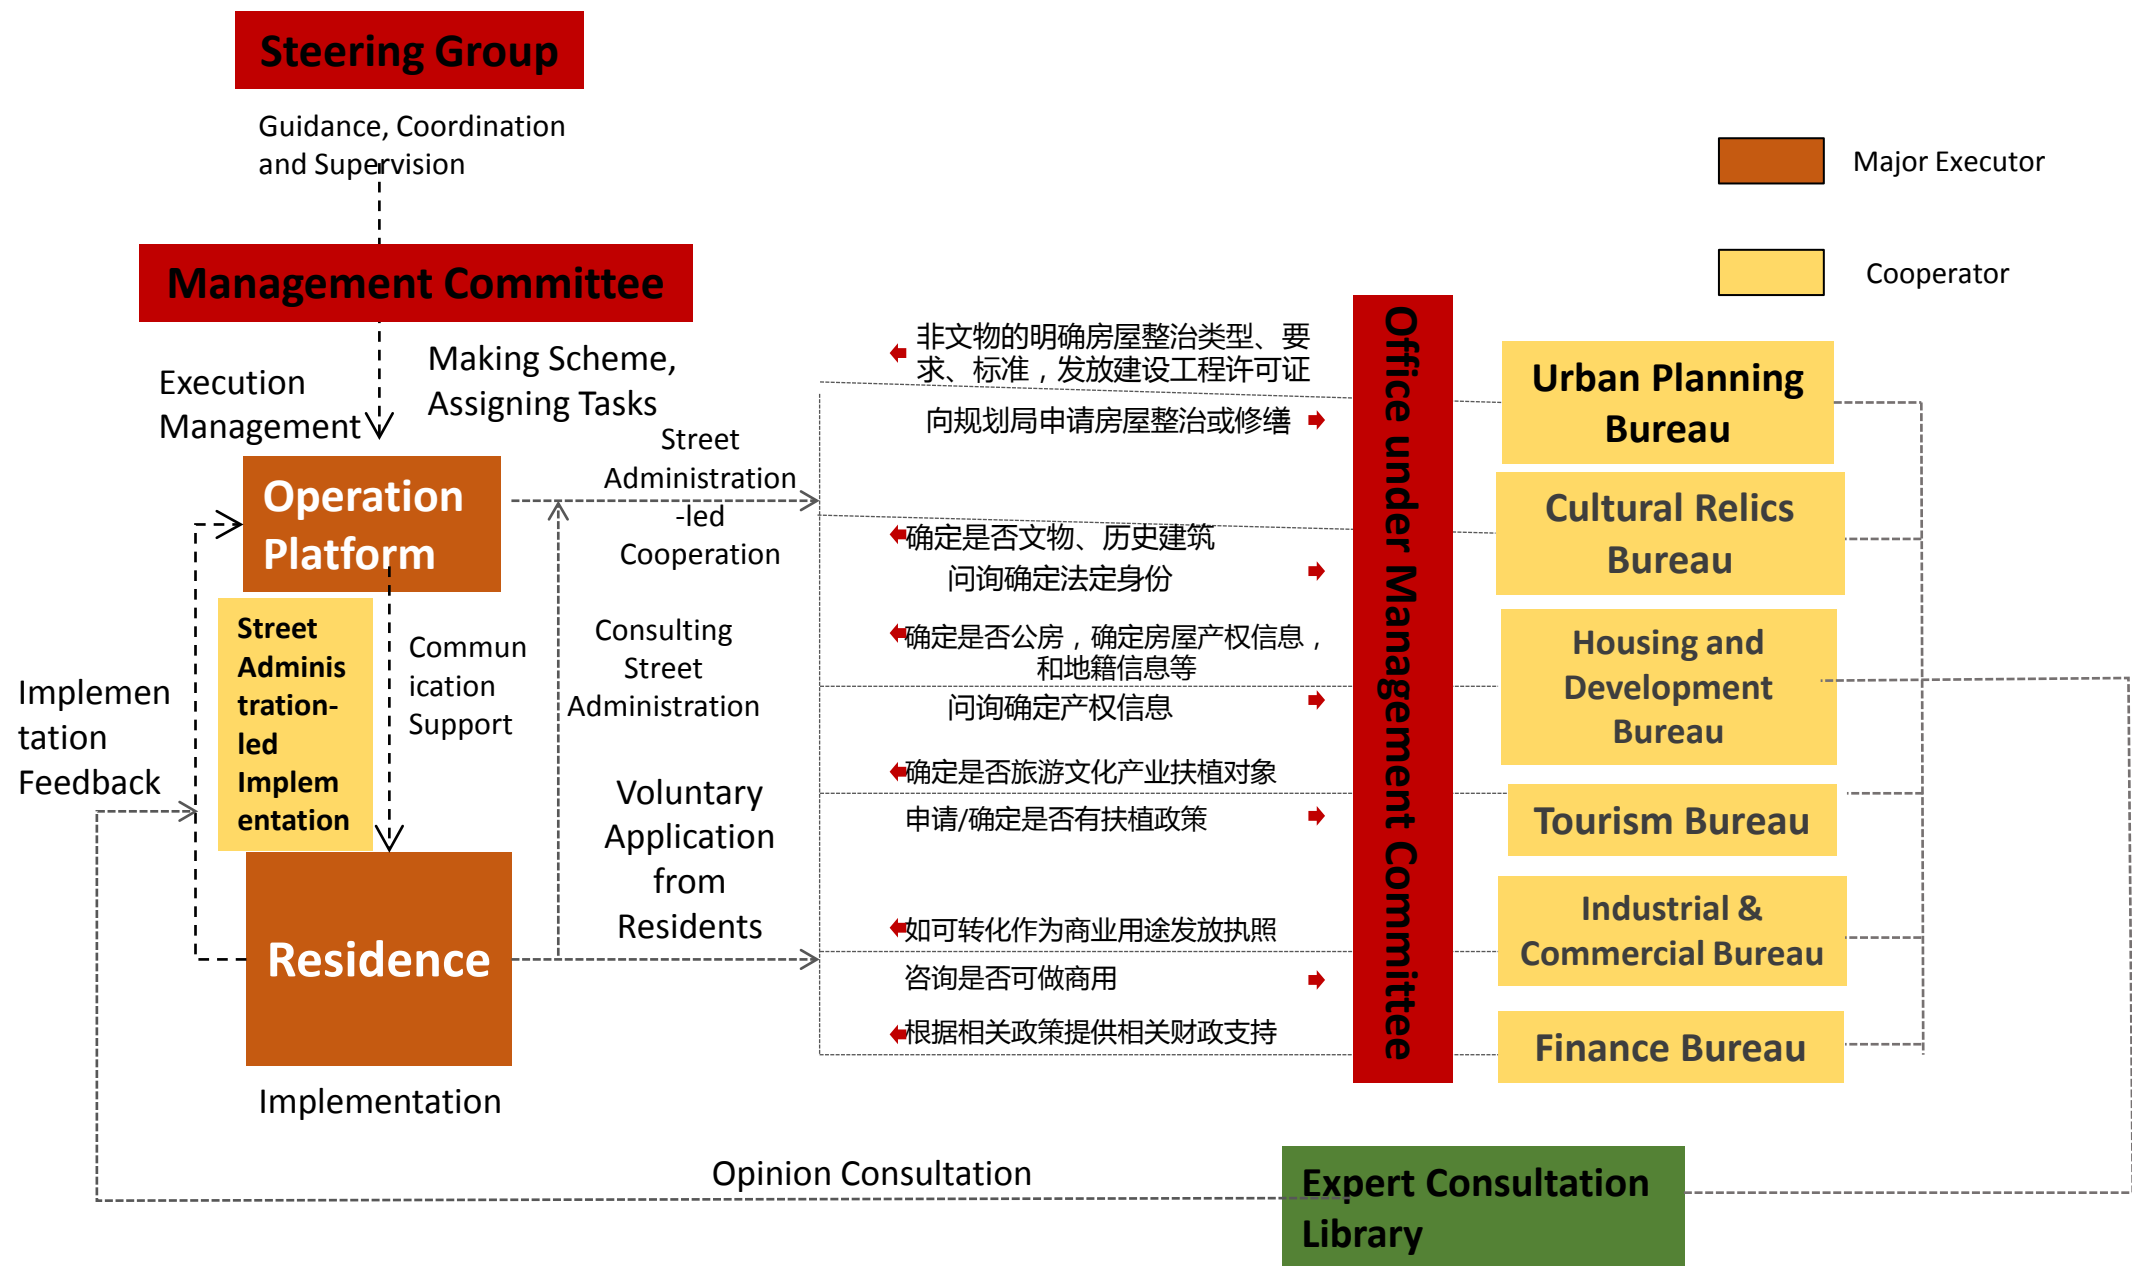 Steering Group
Guidance, Coordination
and Supervision
Major Executor
Cooperator
Management Committee
Execution
Management
Making Scheme,
Assigning Tasks
Operation
Platform
Street
Administration
-led
Cooperation
Street
Adminis
tration-
led
Implem
entation
Commun
ication
Support
Consulting
Street
Administration
Implemen
tation
Feedback
Voluntary
Application
from
Residents
Residence
Implementation
非文物的明确房屋整治类型、要
求、标准，发放建设工程许可证
向规划局申请房屋整治或修缮
确定是否文物、历史建筑
问询确定法定身份
确定是否公房，确定房屋产权信息，
和地籍信息等
问询确定产权信息
确定是否旅游文化产业扶植对象
申请/确定是否有扶植政策
如可转化作为商业用途发放执照
咨询是否可做商用
根据相关政策提供相关财政支持
Office under Management Committee
Urban Planning
Bureau
Cultural Relics
Bureau
Housing and
Development
Bureau
Tourism Bureau
Industrial &
Commercial Bureau
Finance Bureau
Opinion Consultation
Expert Consultation
Library